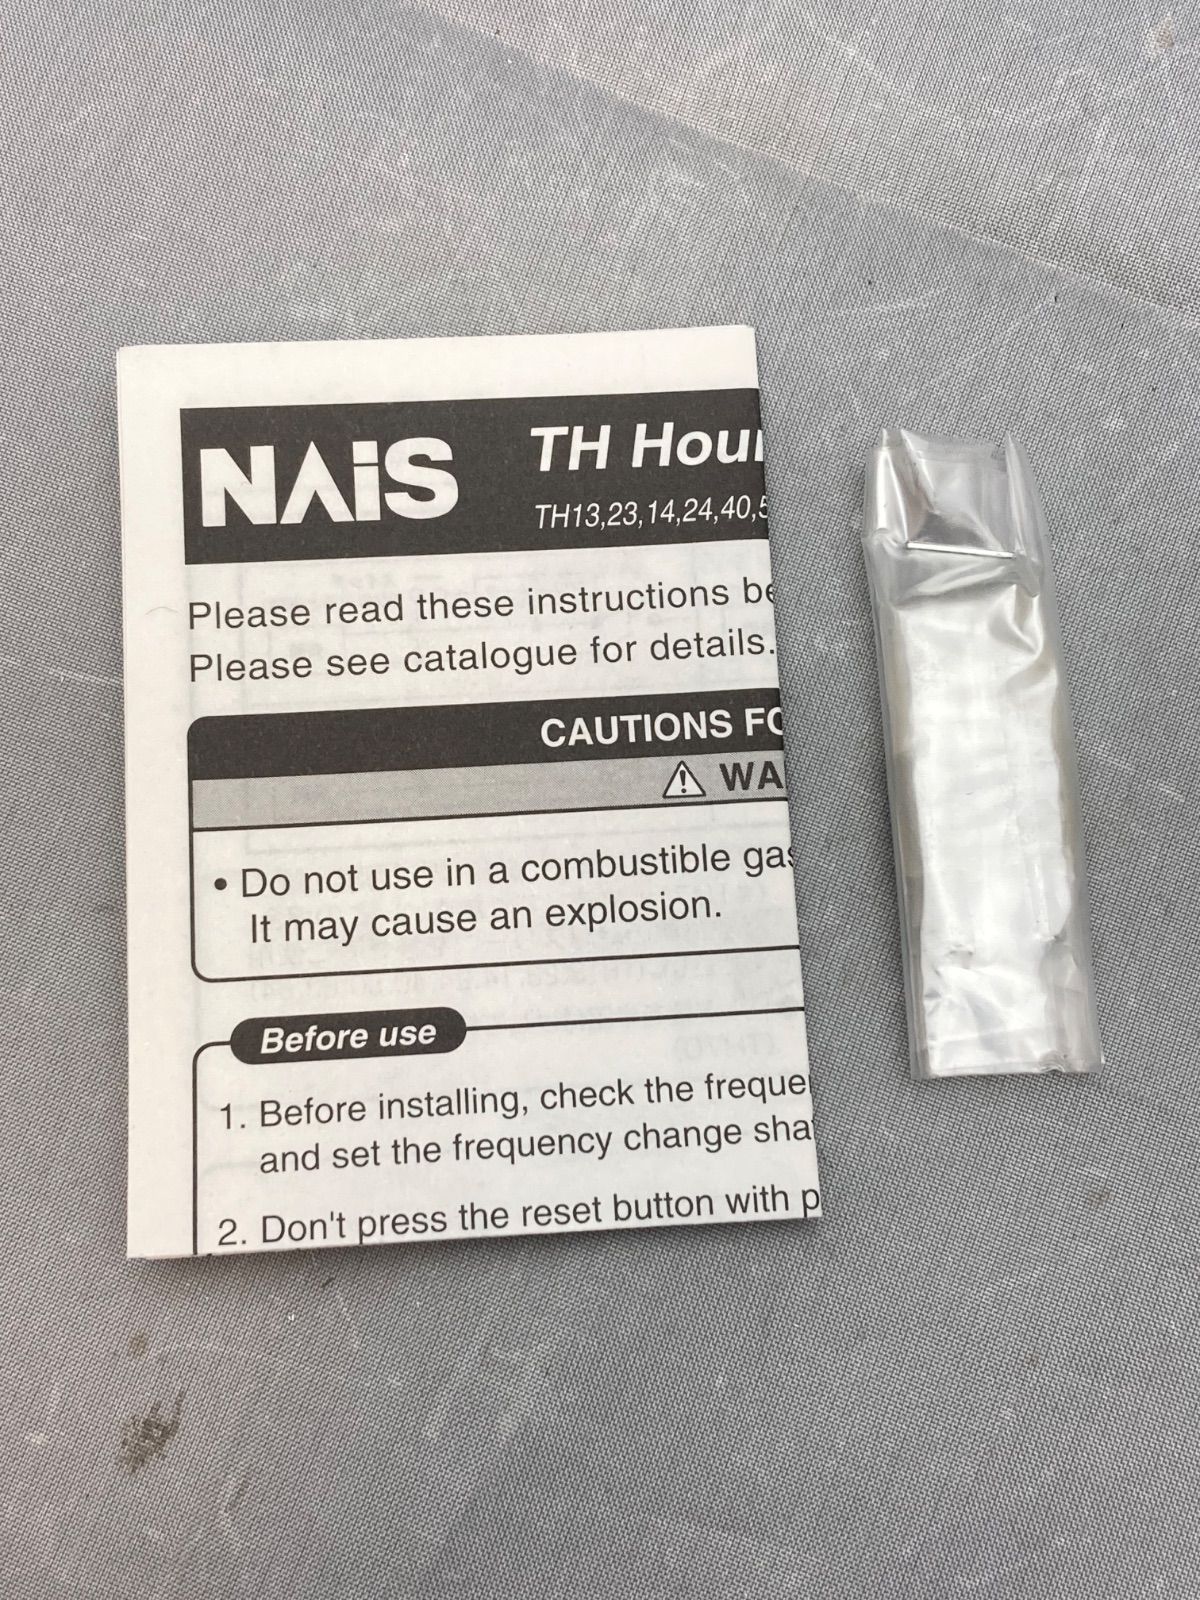 NAiS
TH Hour
TH13,23,14,24,40,5
Please read these instructions be
Please see catalogue for details.
CAUTIONS FO
⚠ WA
• Do not use in a combustible gas
It may cause an explosion.
Before use
1. Before installing, check the freque
and set the frequency change sha
2. Don't press the reset button with p